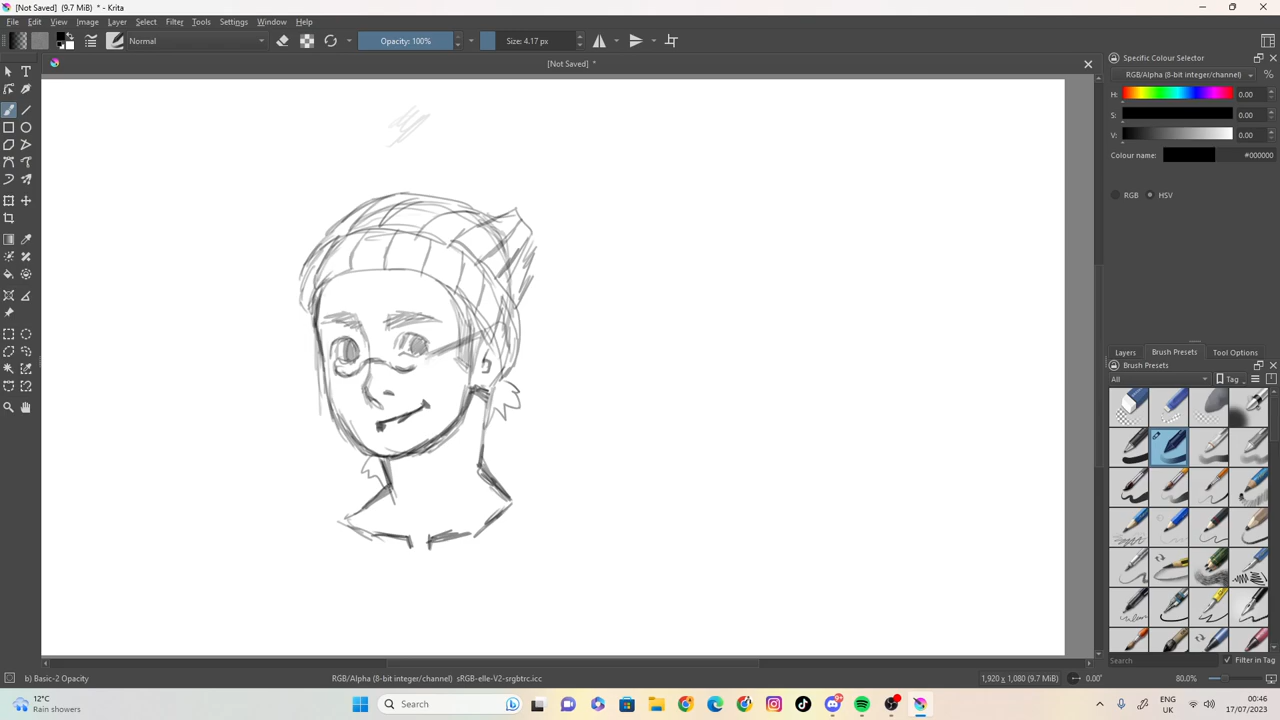 [Not Saved] (9.7 MiB) * - Krita
File Edit View Image Layer Select Filter Tools Settings Window Help
Normal Opacity: 100% Size: 4.17 px
[Not Saved] *
Specific Colour Selector
RGB/Alpha (8-bit integer/channel) %
H: 0.00
S: 0.00
V: 0.00
Colour name: #000000
RGB HSV
Layers Brush Presets Tool Options
Brush Presets
All Tag
Search Filter in Tag
b) Basic-2 Opacity RGB/Alpha (8-bit integer/channel) sRGB-elle-V2-srgbtrc.icc 1,920 x 1,080 (9.7 MiB) 0.00° 80.0%
12°C
Rain showers
Search
ENG
UK
00:46
17/07/2023